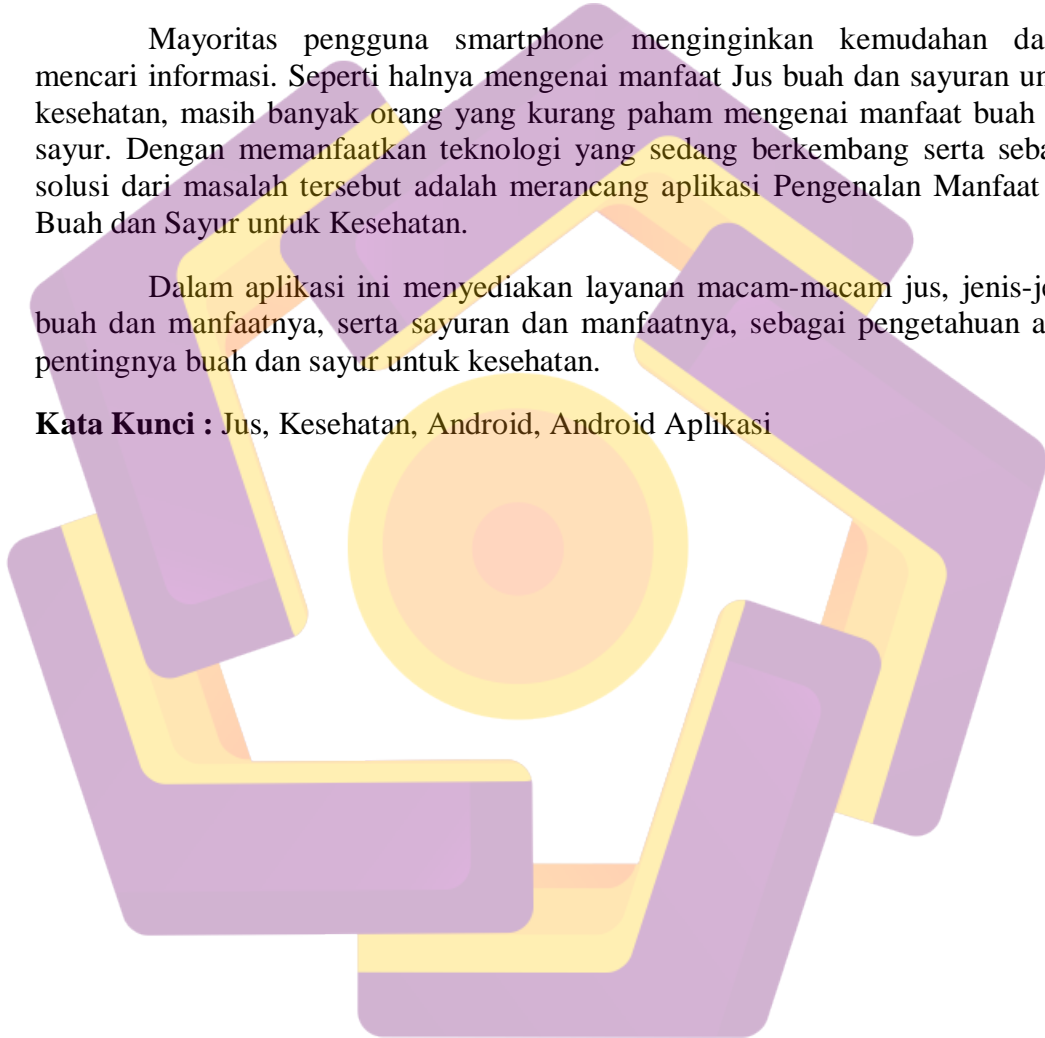 Mayoritas pengguna smartphone menginginkan kemudahan da
mencari informasi. Seperti halnya mengenai manfaat Jus buah dan sayuran un
kesehatan, masih banyak orang yang kurang paham mengenai manfaat buah
sayur. Dengan memanfaatkan teknologi yang sedang berkembang serta seba
solusi dari masalah tersebut adalah merancang aplikasi Pengenalan Manfaat
Buah dan Sayur untuk Kesehatan.
Dalam aplikasi ini menyediakan layanan macam-macam jus, jenis-je
buah dan manfaatnya, serta sayuran dan manfaatnya, sebagai pengetahuan a
pentingnya buah dan sayur untuk kesehatan.
Kata Kunci : Jus, Kesehatan, Android, Android Aplikasi